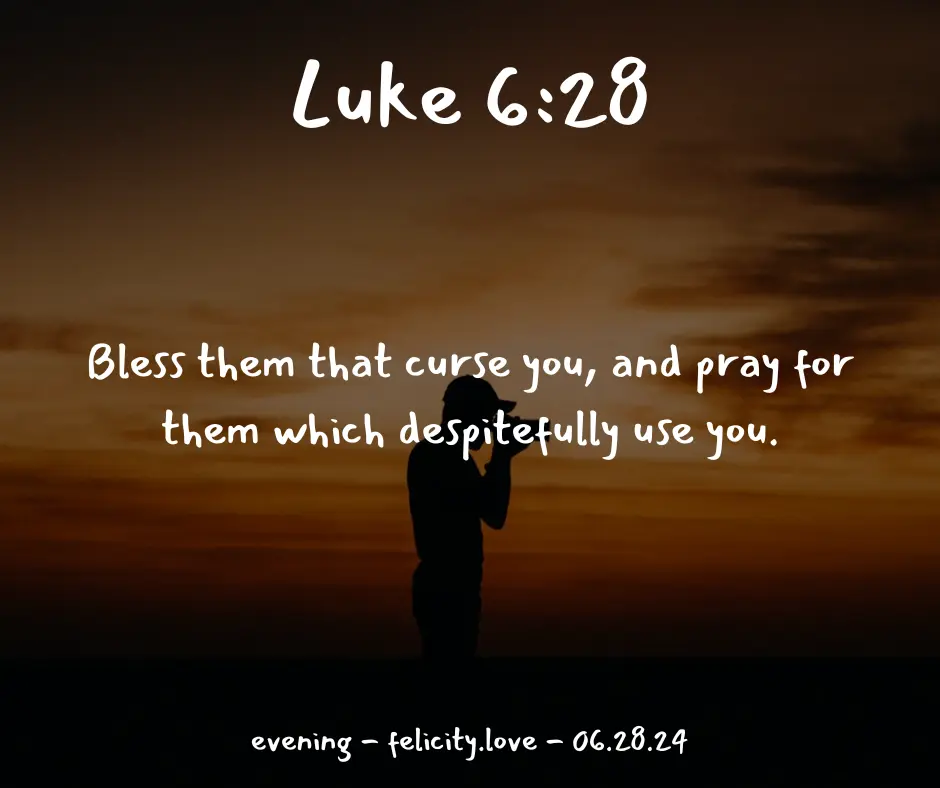 Luke 6:28
Bless them that curse you, and pray for
them which despitefully use you.
evening - felicity.love - 06.28.24